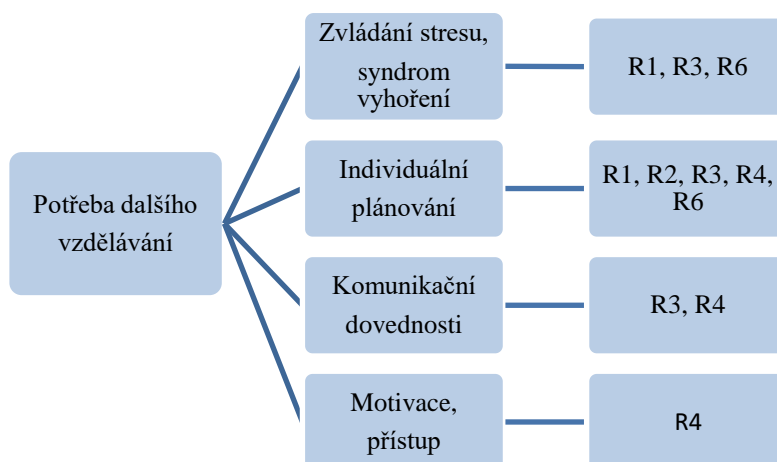 Zvládání stresu,
syndrom
vyhoření
R1, R3, R6
Potřeba dalšího
vzdělávání
Individuální
plánování
R1, R2, R3, R4,
R6
Komunikační
dovednosti
R3, R4
Motivace,
přístup
R4